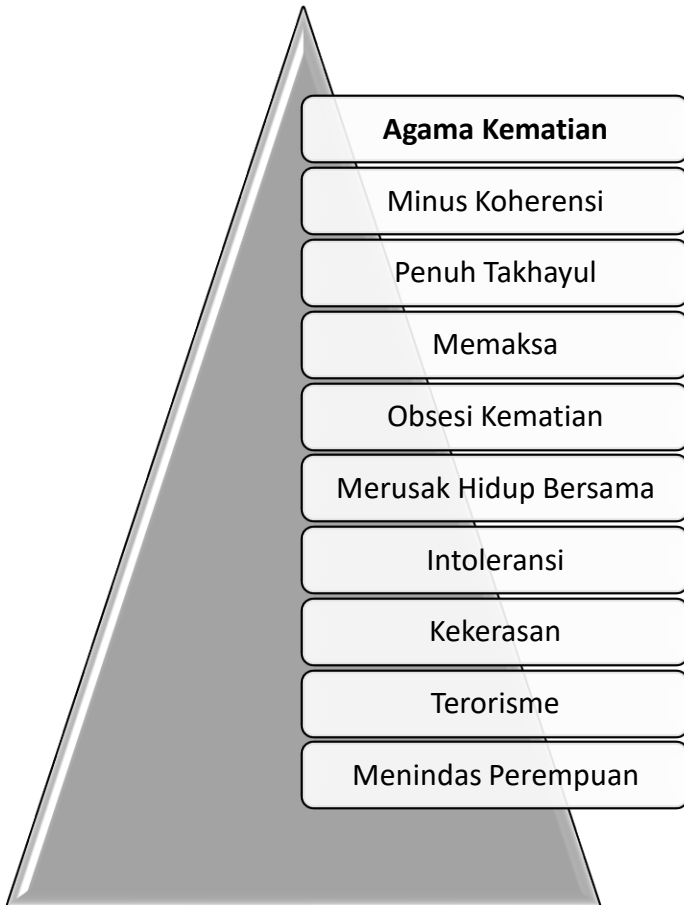 Agama Kematian
Minus Koherensi
Penuh Takhayul
Memaksa
Obsesi Kematian
Merusak Hidup Bersama
Intoleransi
Kekerasan
Terorisme
Menindas Perempuan